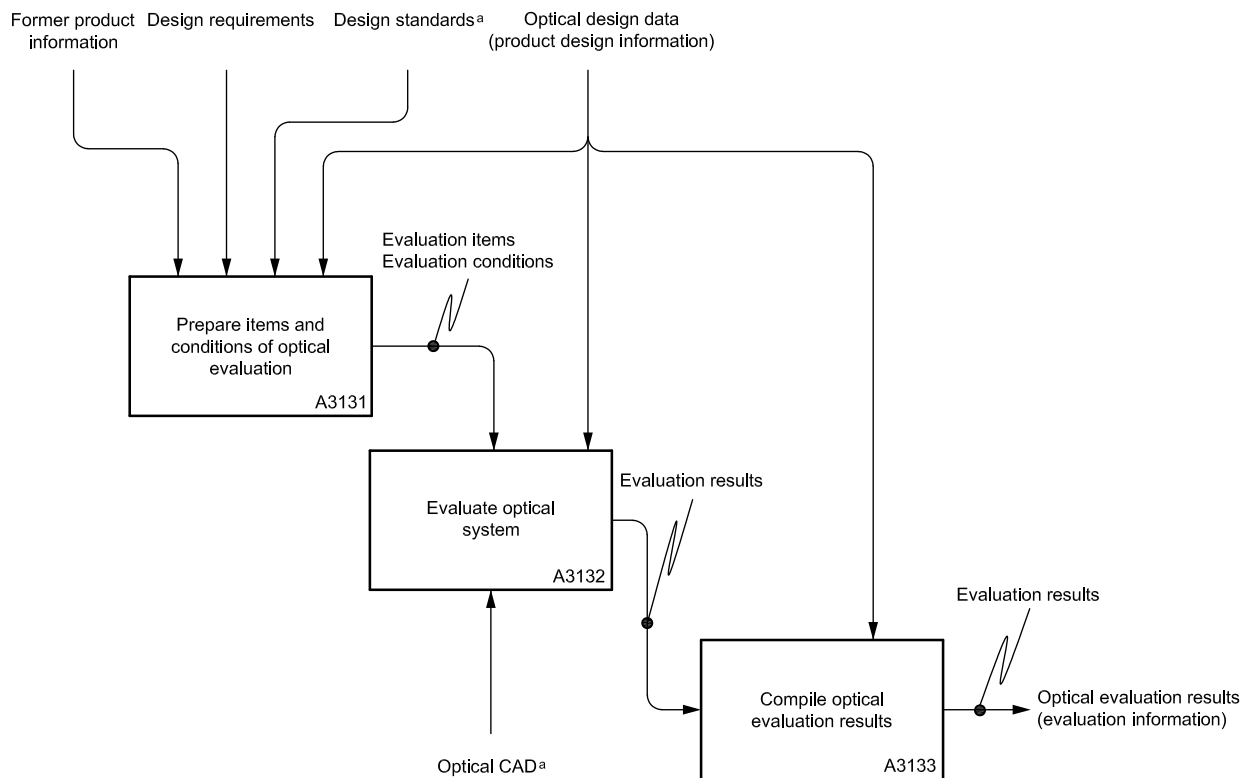 Former product
information
Design requirements
Design standards a
Optical design data
(product design information)
Evaluation items
Evaluation conditions
Prepare items and
conditions of optical
evaluation
A3131
Evaluate optical
system
A3132
Evaluation results
Evaluation results
Compile optical
evaluation results
A3133
Optical evaluation results
(evaluation information)
Optical CAD a